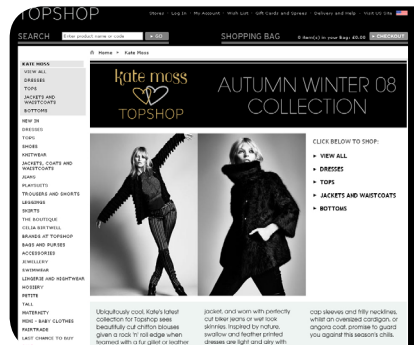 TOPSHOP
Stores · Log In · My Account · Wish List · Gift Cards and Sprees · Delivery and Help · Visit US Site
SEARCH
Enter product name or code
GO
SHOPPING BAG
0 item(s) in your Bag: £0.00
CHECKOUT
Home
Kate Moss
KATE MOSS
VIEW ALL
DRESSES
TOPS
JACKETS AND
WAISTCOATS
BOTTOMS
NEW IN
DRESSES
TOPS
SHOES
KNITWEAR
JACKETS, COATS AND
WAISTCOATS
JEANS
PLAYSUITS
TROUSERS AND SHORTS
LEGGINGS
SKIRTS
THE BOUTIQUE
CELIA BIRTWELL
BRANDS AT TOPSHOP
BAGS AND PURSES
ACCESSORIES
JEWELLERY
SWIMWEAR
LINGERIE AND NIGHTWEAR
HOSIERY
PETITE
TALL
MATERNITY
MINI - BABY CLOTHES
FAIRTRADE
LAST CHANCE TO BUY
kate moss
TOPSHOP
AUTUMN WINTER 08
COLLECTION
CLICK BELOW TO SHOP:
VIEW ALL
DRESSES
TOPS
JACKETS AND WAISTCOATS
BOTTOMS
Ubiquitously cool, Kate's latest
collection for Topshop sees
beautifully cut chiffon blouses
given a rock 'n' roll edge when
teamed with a fur gilet or leather
jacket, and worn with perfectly
cut biker jeans or wet look
skinnies. Inspired by nature,
swallow and feather printed
dresses are light and airy with
cap sleeves and frilly necklines,
whilst an oversized cardigan, or
angora coat, promise to guard
you against this season's chills.